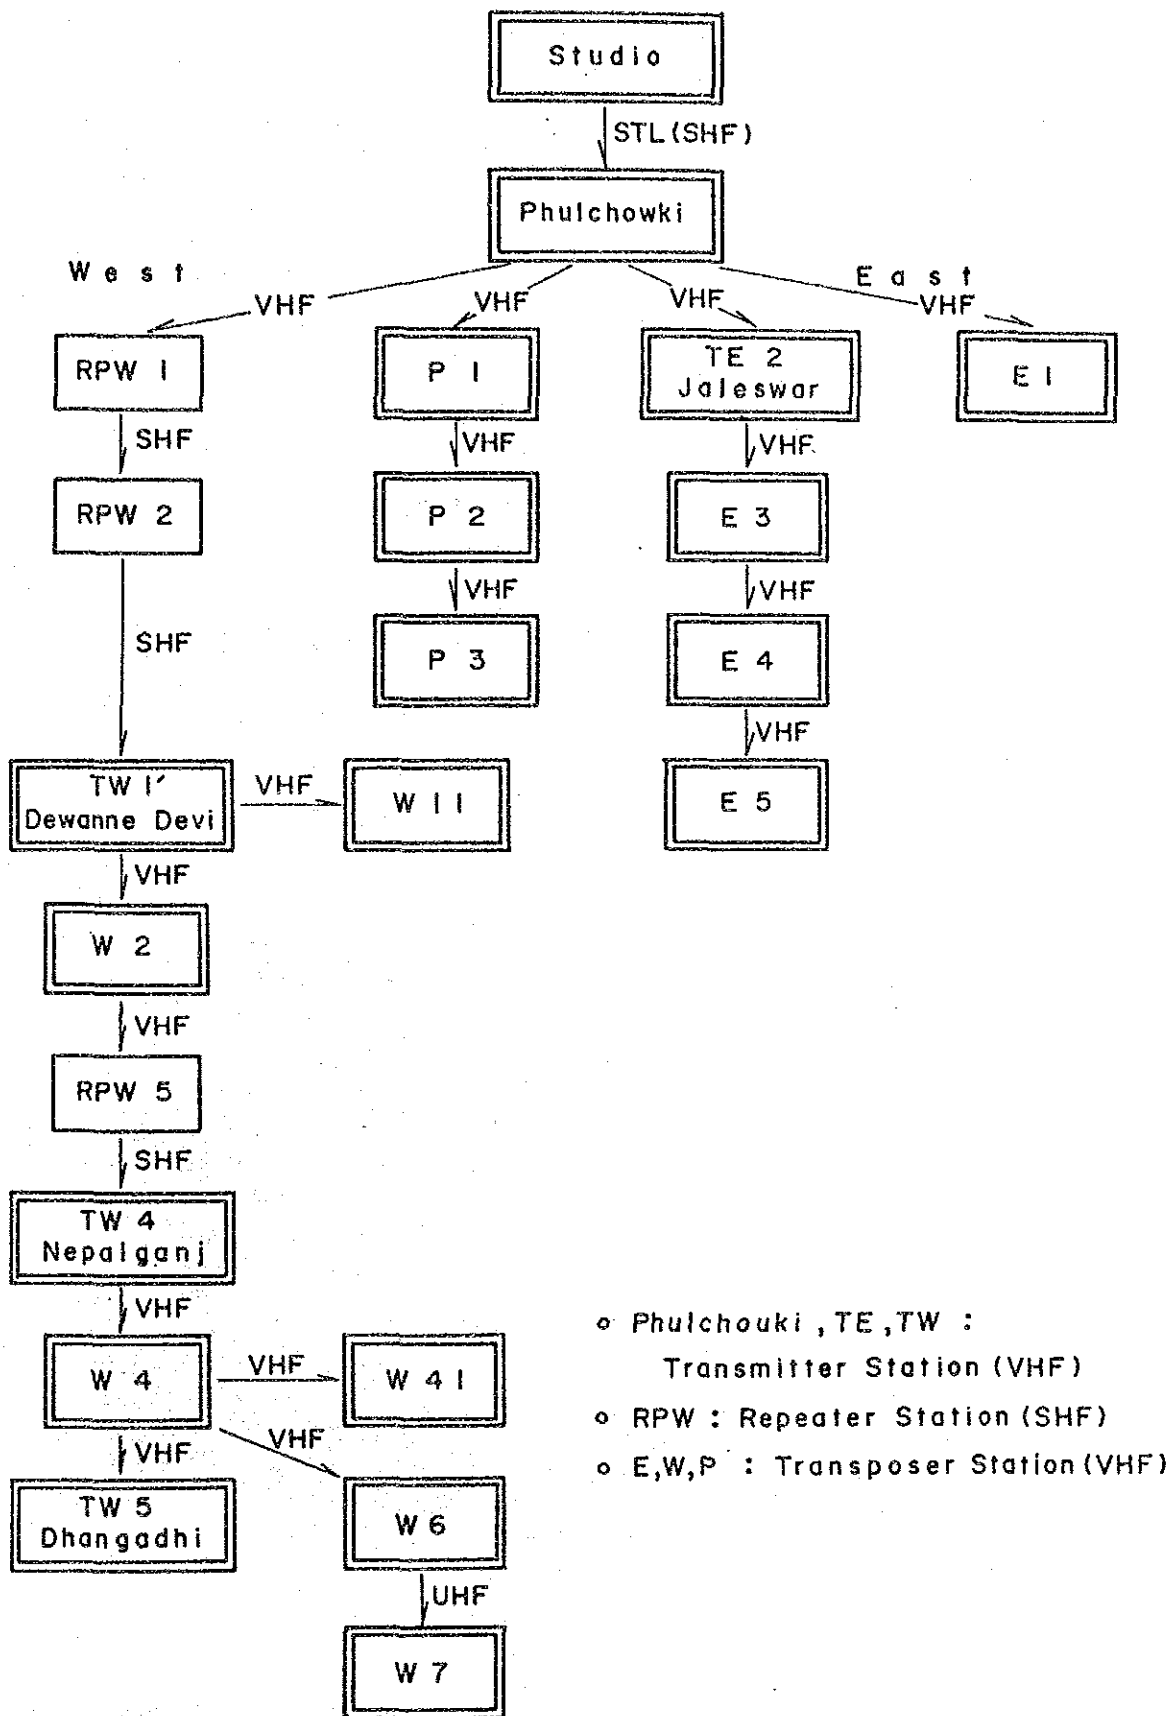 Studio
STL(SHF)
Phulchowki
West
East
VHF
VHF
VHF
VHF
RPW 1
P 1
TE 2
Jaleswar
E 1
SHF
VHF
VHF
RPW 2
P 2
E 3
VHF
VHF
SHF
P 3
E 4
VHF
TW 1′
Dewanne Devi
VHF
W 11
E 5
VHF
W 2
VHF
RPW 5
SHF
TW 4
Nepalganj
VHF
W 4
VHF
W 41
VHF
VHF
TW 5
Dhangadhi
W 6
UHF
W 7
o Phulchouki, TE, TW :
Transmitter Station (VHF)
o RPW : Repeater Station (SHF)
o E, W, P : Transposer Station (VHF)